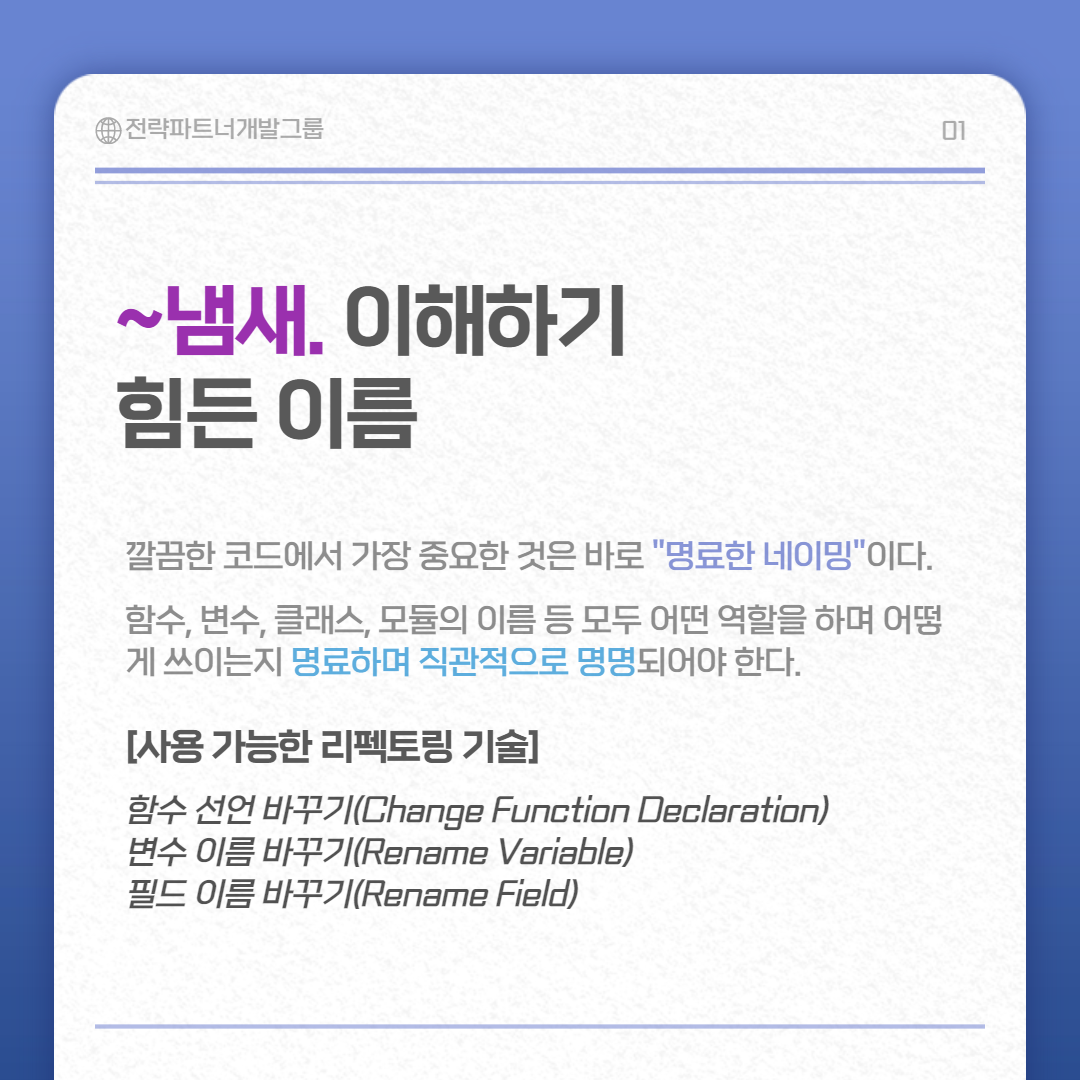 전략파트너개발그룹
01
~냄새. 이해하기
힘든 이름
깔끔한 코드에서 가장 중요한 것은 바로 "명료한 네이밍"이다.
함수, 변수, 클래스, 모듈의 이름 등 모두 어떤 역할을 하며 어떻
게 쓰이는지 명료하며 직관적으로 명명되어야 한다.
[사용 가능한 리펙토링 기술]
함수 선언 바꾸기(Change Function Declaration)
변수 이름 바꾸기(Rename Variable)
필드 이름 바꾸기(Rename Field)